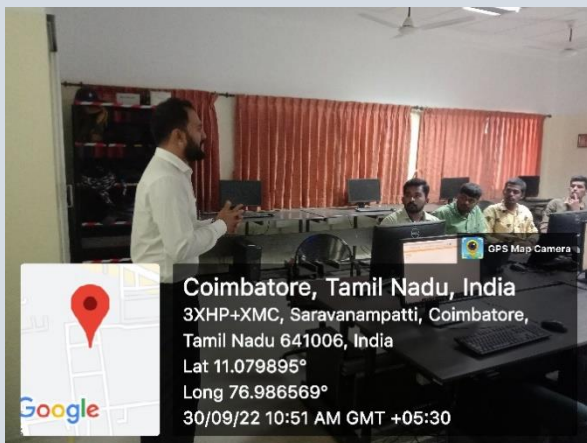 GPS Map Camera
Coimbatore, Tamil Nadu, India
3XHP+XMC, Saravanampatti, Coimbatore,
Tamil Nadu 641006, India
Lat 11.079895°
Long 76.986569°
30/09/22 10:51 AM GMT +05:30
Google